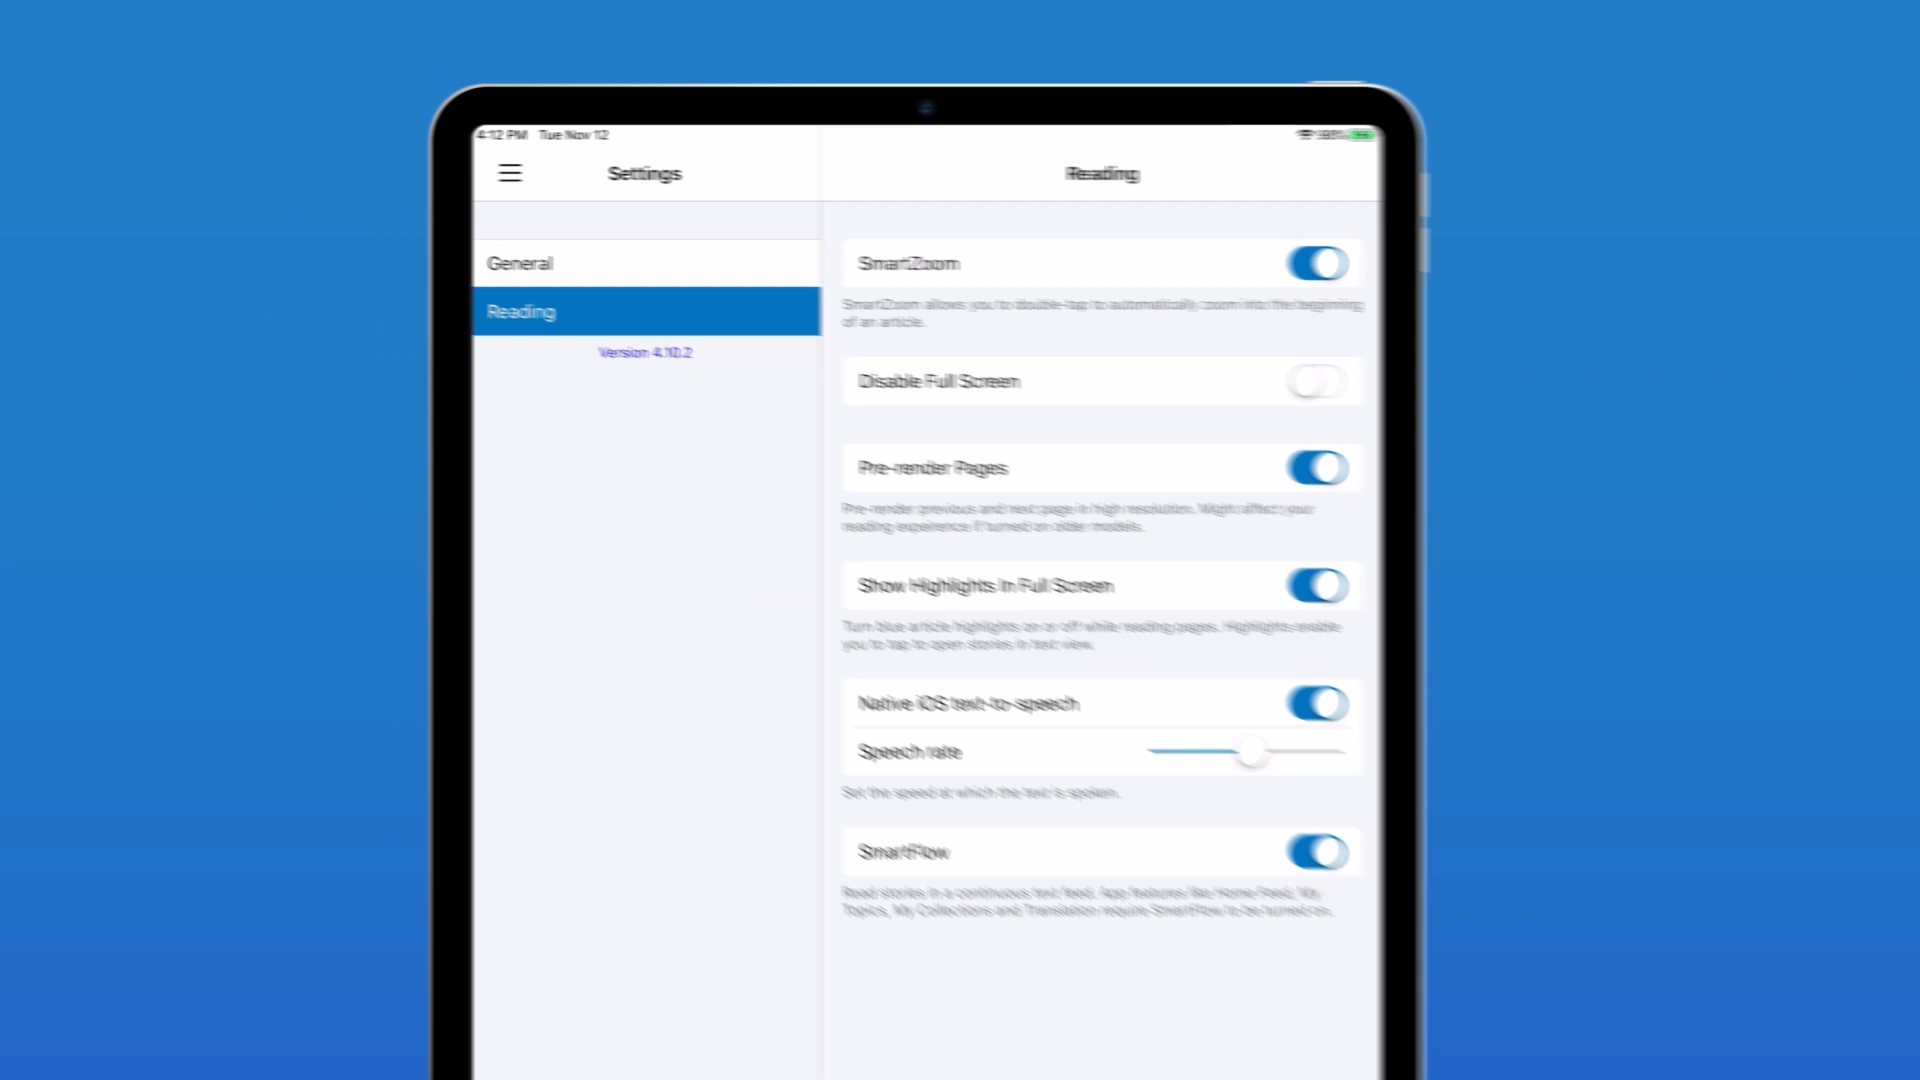 4:12 PM Tue Nov 12
Settings
Reading
General
Reading
Version 4.10.2
SmartZoom
SmartZoom allows you to double-tap to automatically zoom into the beginning
of an article.
Disable Full Screen
Pre-render Pages
Pre-render previous and next page in high resolution. Might affect your
reading experience if turned on older models.
Show Highlights In Full Screen
Turn blue article highlights on or off while reading pages. Highlights enable
you to tap to open stories in text view.
Native iOS text-to-speech
Speech rate
Set the speed at which the text is spoken.
SmartFlow
Read stories in a continuous text feed. App features like Home Feed, My
Topics, My Collections and Translation require SmartFlow to be turned on.